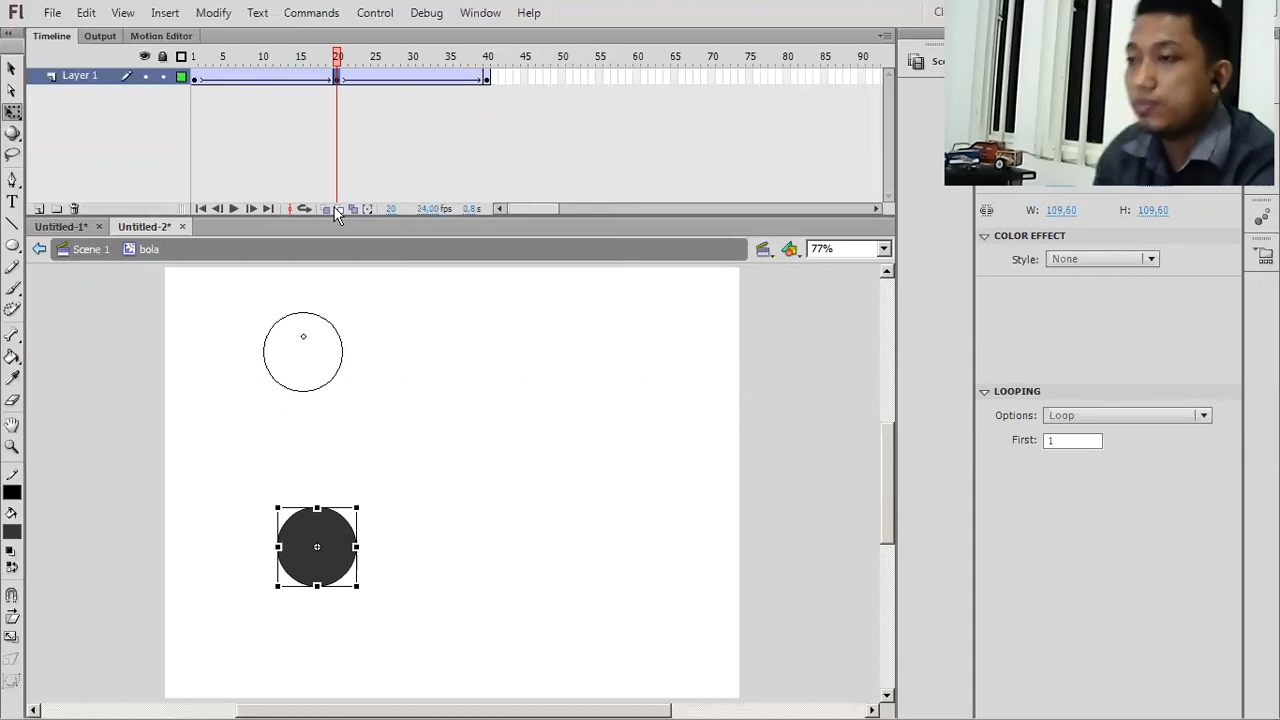 Fl File Edit View Insert Modify Text Commands Control Debug Window Help
Timeline Output Motion Editor
1 5 10 15 20 25 30 35 40 45 50 55 60 65 70 75 80 85 90
Layer 1
20 24,00 fps 0,8 s
Untitled-1* × Untitled-2* ×
Scene 1 bola 77%
W: 109,60 H: 109,60
COLOR EFFECT
Style: None
LOOPING
Options: Loop
First: 1